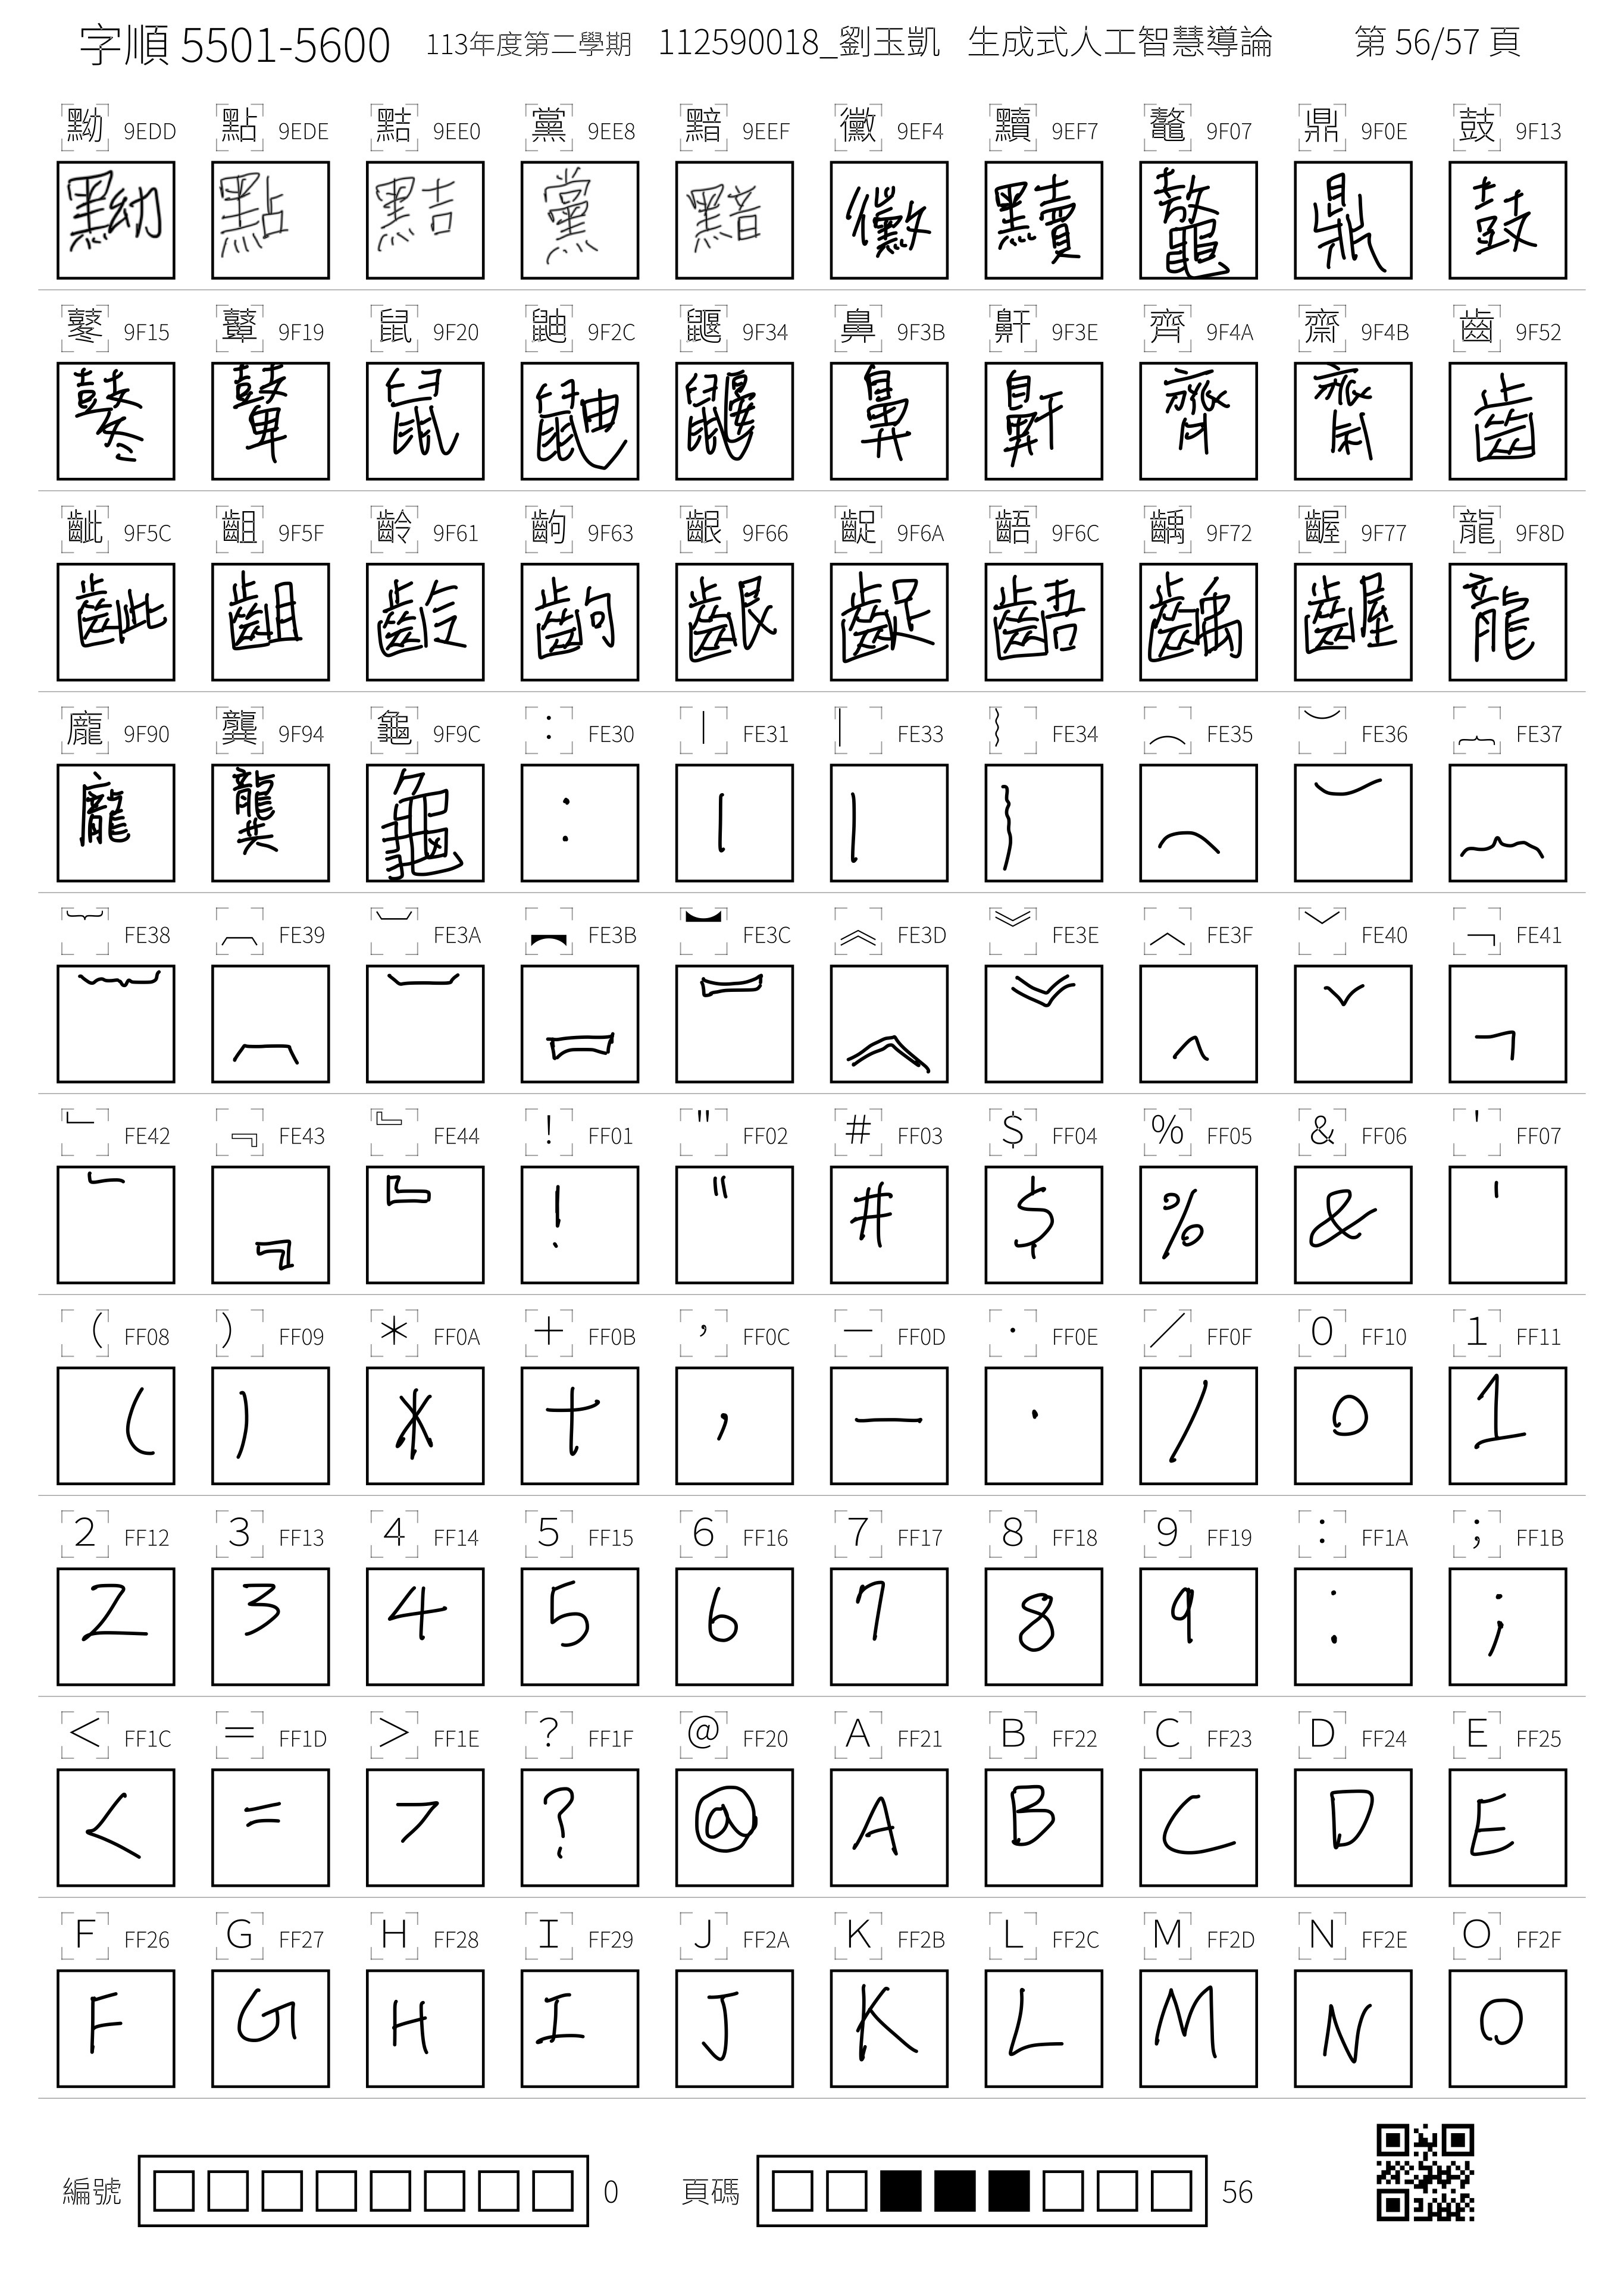 字順 5501-5600 113年度第二學期 112590018_劉玉凱 生成式人工智慧導論 第 56/57 頁
黝 9EDD 點 9EDE 黠 9EE0 黨 9EE8 黯 9EEF 黴 9EF4 黷 9EF7 鼇 9F07 鼎 9F0E 鼓 9F13
黝 點 黠 黨 黯 黴 黷 鼇 鼎 鼓
鼕 9F15 鼙 9F19 鼠 9F20 鼬 9F2C 鼴 9F34 鼻 9F3B 鼾 9F3E 齊 9F4A 齋 9F4B 齒 9F52
鼕 鼙 鼠 鼬 鼴 鼻 鼾 齊 齋 齒
齜 9F5C 齟 9F5F 齡 9F61 齣 9F63 齦 9F66 齪 9F6A 齬 9F6C 齲 9F72 齷 9F77 龍 9F8D
齜 齟 齡 齣 齦 齪 齬 齲 齷 龍
龐 9F90 龔 9F94 龜 9F9C ︰ FE30 ︱ FE31 ︳ FE33 ︴ FE34 ︵ FE35 ︶ FE36 ︷ FE37
龐 龔 龜 ︰ ︱ ︳ ︴ ︵ ︶ ︷
︸ FE38 ︹ FE39 ︺ FE3A ︻ FE3B ︼ FE3C ︽ FE3D ︾ FE3E ︿ FE3F ﹀ FE40 ﹁ FE41
︸ ︹ ︺ ︻ ︼ ︽ ︾ ︿ ﹀ ﹁
﹂ FE42 ﹃ FE43 ﹄ FE44 ！ FF01 ＂ FF02 ＃ FF03 ＄ FF04 ％ FF05 ＆ FF06 ＇ FF07
﹂ ﹃ ﹄ ！ ＂ ＃ ＄ ％ ＆ ＇
（ FF08 ） FF09 ＊ FF0A ＋ FF0B ， FF0C － FF0D ． FF0E ／ FF0F ０ FF10 １ FF11
（ ） ＊ ＋ ， － ． ／ ０ １
２ FF12 ３ FF13 ４ FF14 ５ FF15 ６ FF16 ７ FF17 ８ FF18 ９ FF19 ： FF1A ； FF1B
２ ３ ４ ５ ６ ７ ８ ９ ： ；
＜ FF1C ＝ FF1D ＞ FF1E ？ FF1F ＠ FF20 Ａ FF21 Ｂ FF22 Ｃ FF23 Ｄ FF24 Ｅ FF25
＜ ＝ ＞ ？ ＠ Ａ Ｂ Ｃ Ｄ Ｅ
Ｆ FF26 Ｇ FF27 Ｈ FF28 Ｉ FF29 Ｊ FF2A Ｋ FF2B Ｌ FF2C Ｍ FF2D Ｎ FF2E Ｏ FF2F
Ｆ Ｇ Ｈ Ｉ Ｊ Ｋ Ｌ Ｍ Ｎ Ｏ
編號 0 頁碼 56